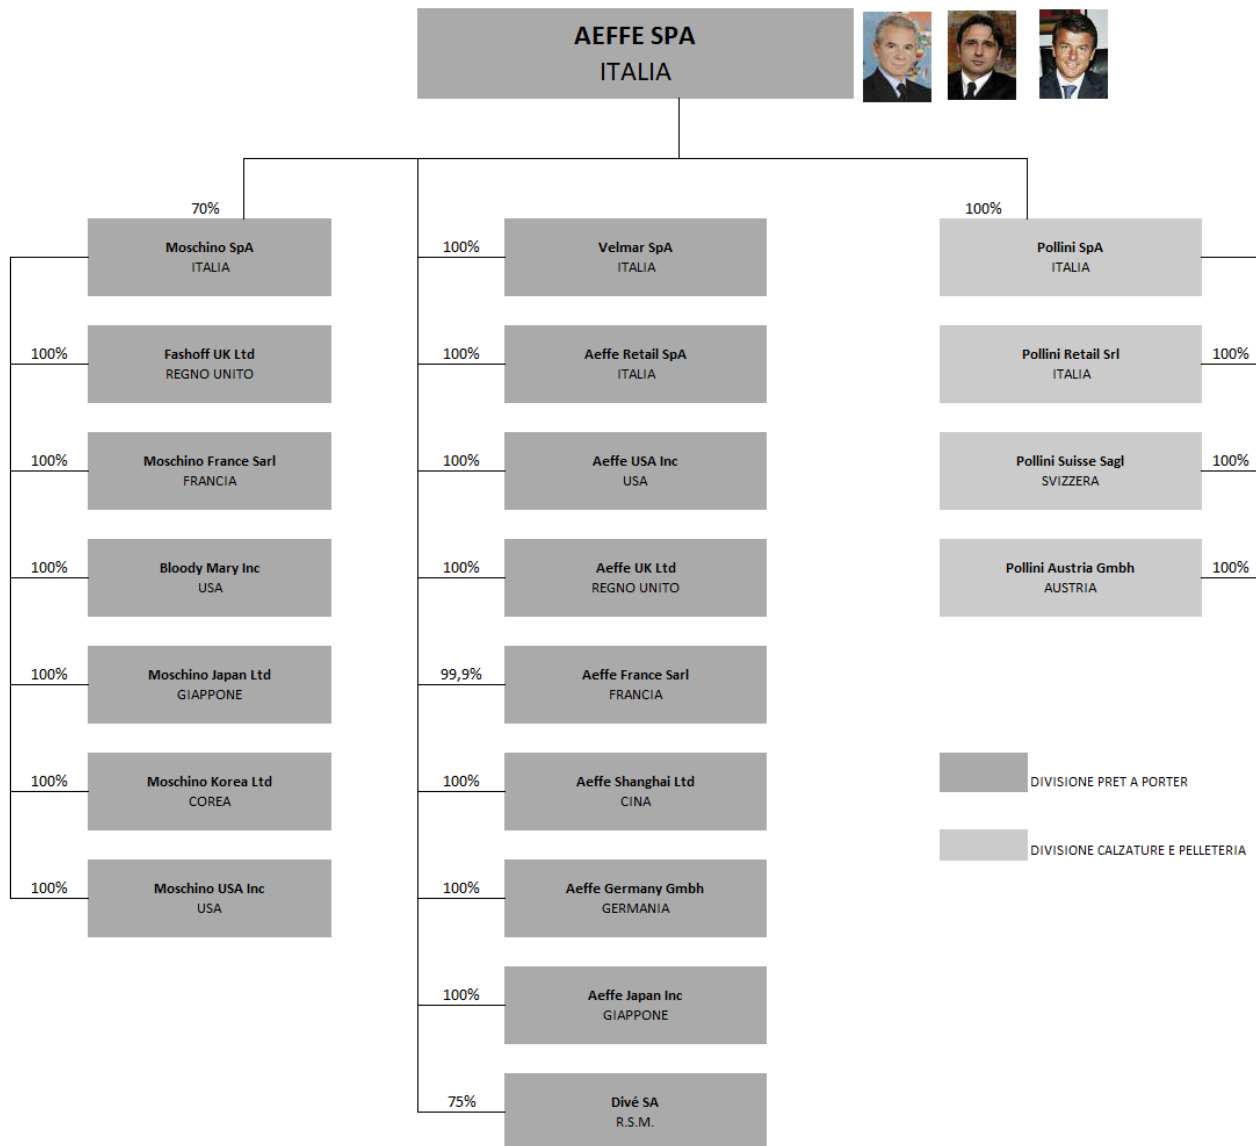 AEFFE SPA
ITALIA
70%
Moschino SpA
ITALIA
100%
Fashoff UK Ltd
REGNO UNITO
100%
Moschino France Sarl
FRANCIA
100%
Bloody Mary Inc
USA
100%
Moschino Japan Ltd
GIAPPONE
100%
Moschino Korea Ltd
COREA
100%
Moschino USA Inc
USA
100%
Velmar SpA
ITALIA
100%
Aeffe Retail SpA
ITALIA
100%
Aeffe USA Inc
USA
100%
Aeffe UK Ltd
REGNO UNITO
99,9%
Aeffe France Sarl
FRANCIA
100%
Aeffe Shanghai Ltd
CINA
100%
Aeffe Germany Gmbh
GERMANIA
100%
Aeffe Japan Inc
GIAPPONE
75%
Divé SA
R.S.M.
100%
Pollini SpA
ITALIA
Pollini Retail Srl
ITALIA
100%
Pollini Suisse Sagl
SVIZZERA
100%
Pollini Austria Gmbh
AUSTRIA
100%
DIVISIONE PRET A PORTER
DIVISIONE CALZATURE E PELLETERIA